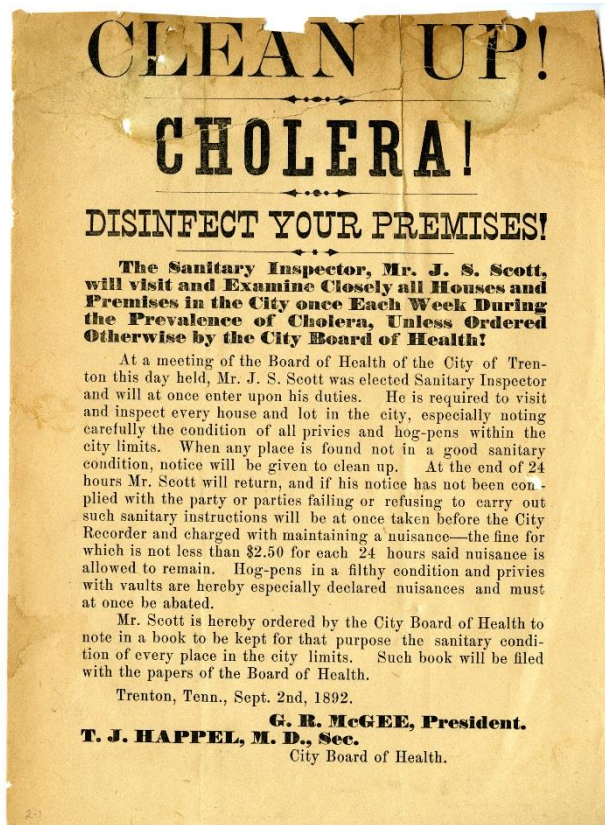 CLEAN UP!
CHOLERA!
DISINFECT YOUR PREMISES!
The Sanitary Inspector, Mr. J. S. Scott,
will visit and Examine Closely all Houses and
Premises in the City once Each Week During
the Prevalence of Cholera, Unless Ordered
Otherwise by the City Board of Health!
At a meeting of the Board of Health of the City of Tren-
ton this day held, Mr. J. S. Scott was elected Sanitary Inspector
and will at once enter upon his duties. He is required to visit
and inspect every house and lot in the city, especially noting
carefully the condition of all privies and hog-pens within the
city limits. When any place is found not in a good sanitary
condition, notice will be given to clean up. At the end of 24
hours Mr. Scott will return, and if his notice has not been con-
plied with the party or parties failing or refusing to carry out
such sanitary instructions will be at once taken before the City
Recorder and charged with maintaining a nuisance—the fine for
which is not less than $2.50 for each 24 hours said nuisance is
allowed to remain. Hog-pens in a filthy condition and privies
with vaults are hereby especially declared nuisances and must
at once be abated.
Mr. Scott is hereby ordered by the City Board of Health to
note in a book to be kept for that purpose the sanitary condi-
tion of every place in the city limits. Such book will be filed
with the papers of the Board of Health.
Trenton, Tenn., Sept. 2nd, 1892.
G. R. McGEE, President.
T. J. HAPPEL, M. D., Sec.
City Board of Health.